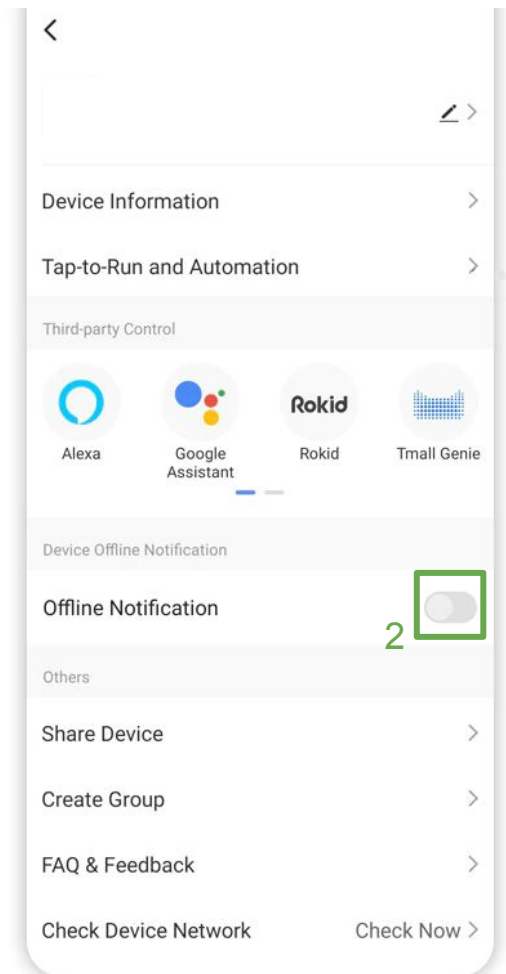 Device Information
Tap-to-Run and Automation
Third-party Control
Rokid
Alexa
Google Assistant
Rokid
Tmall Genie
Device Offline Notification
Offline Notification
2
Others
Share Device
Create Group
FAQ & Feedback
Check Device Network
Check Now